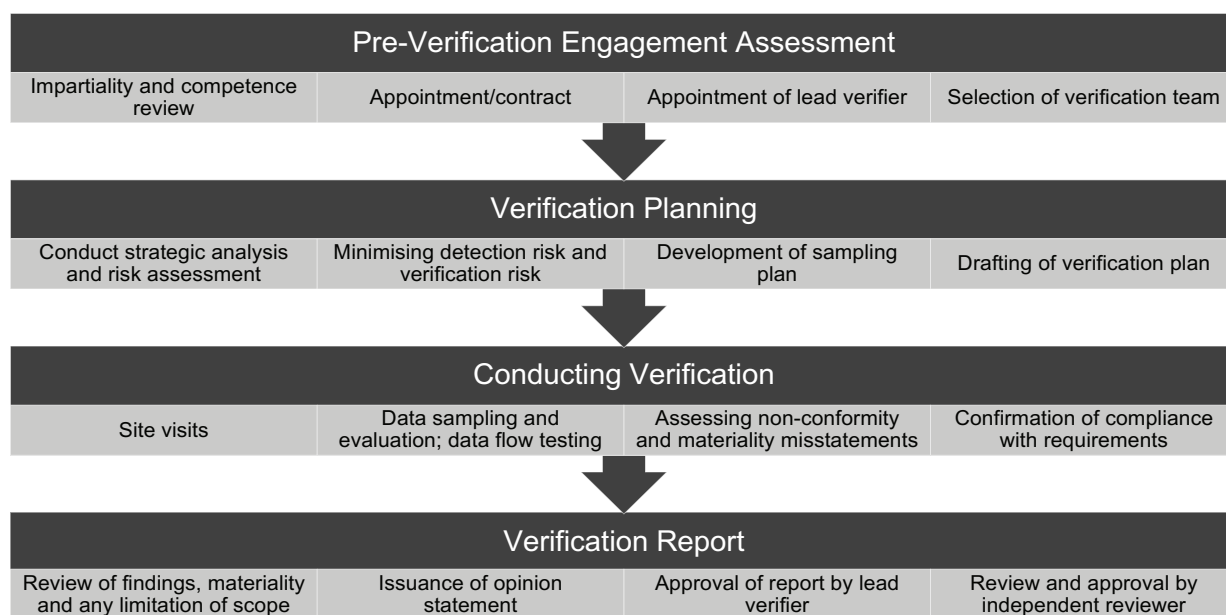 Pre-Verification Engagement Assessment
Impartiality and competence
review
Appointment/contract
Appointment of lead verifier
Selection of verification team
Verification Planning
Conduct strategic analysis
and risk assessment
Minimising detection risk and
verification risk
Development of sampling
plan
Drafting of verification plan
Conducting Verification
Site visits
Data sampling and
evaluation; data flow testing
Assessing non-conformity
and materiality misstatements
Confirmation of compliance
with requirements
Verification Report
Review of findings, materiality
and any limitation of scope
Issuance of opinion
statement
Approval of report by lead
verifier
Review and approval by
independent reviewer